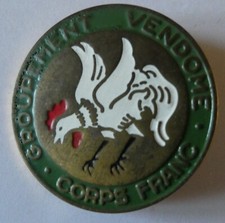 GROUPEMENT VENDOME
· CORPS FRANC ·